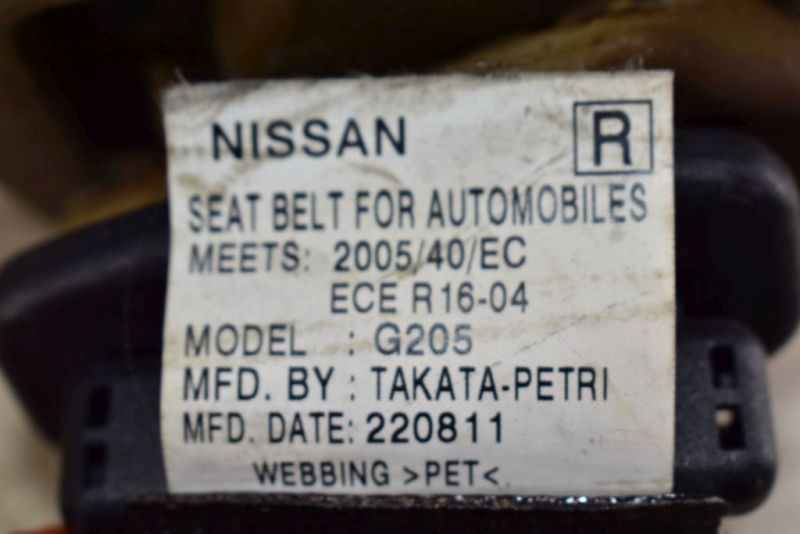 NISSAN R
SEAT BELT FOR AUTOMOBILES
MEETS: 2005/40/EC
ECE R16-04
MODEL : G205
MFD. BY : TAKATA-PETRI
MFD. DATE: 220811
WEBBING >PET<